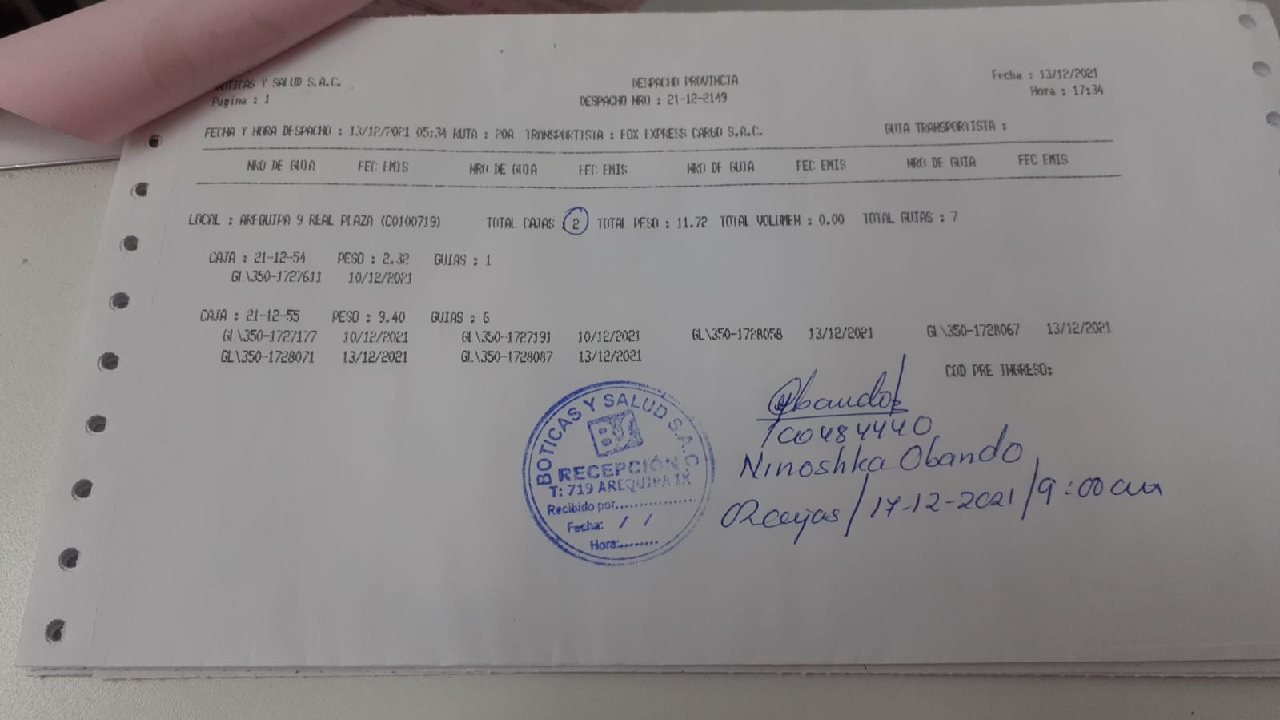 BOTICAS Y SALUD S.A.C.
Pagina : 1
DESPACHO PROVINCIA
DESPACHO NRO : 21-12-2149
Fecha : 13/12/2021
Hora : 17:34
FECHA Y HORA DESPACHO : 13/12/2021 05:34 RUTA : 20A TRANSPORTISTA : FOX EXPRESS CARGO S.A.C. GUIA TRANSPORTISTA :
NRO DE GUIA FEC EMIS NRO DE GUIA FEC EMIS NRO DE GUIA FEC EMIS NRO DE GUIA FEC EMIS
LOCAL : AREQUIPA 9 REAL PLAZA (C0100719) TOTAL CAJAS 2 TOTAL PESO : 11.72 TOTAL VOLUMEN : 0.00 TOTAL GUIAS : 7
CAJA : 21-12-54 PESO : 2.32 GUIAS : 1
GL\350-1727611 10/12/2021
CAJA : 21-12-55 PESO : 9.40 GUIAS : 6
GL\350-1727177 10/12/2021 GL\350-1727191 10/12/2021 GL\350-1728058 13/12/2021 GL\350-1728067 13/12/2021
GL\350-1728071 13/12/2021 GL\350-1728087 13/12/2021
COD PRE INGRESO:
BOTICAS Y SALUD S.A.C.
BS
RECEPCIÓN
T: 719 AREQUIPA IX
Recibido por...............
Fecha: / /
Hora:........
Obando
C0484440
Ninoshka Obando
02 cajas / 17-12-2021 / 9:00 am